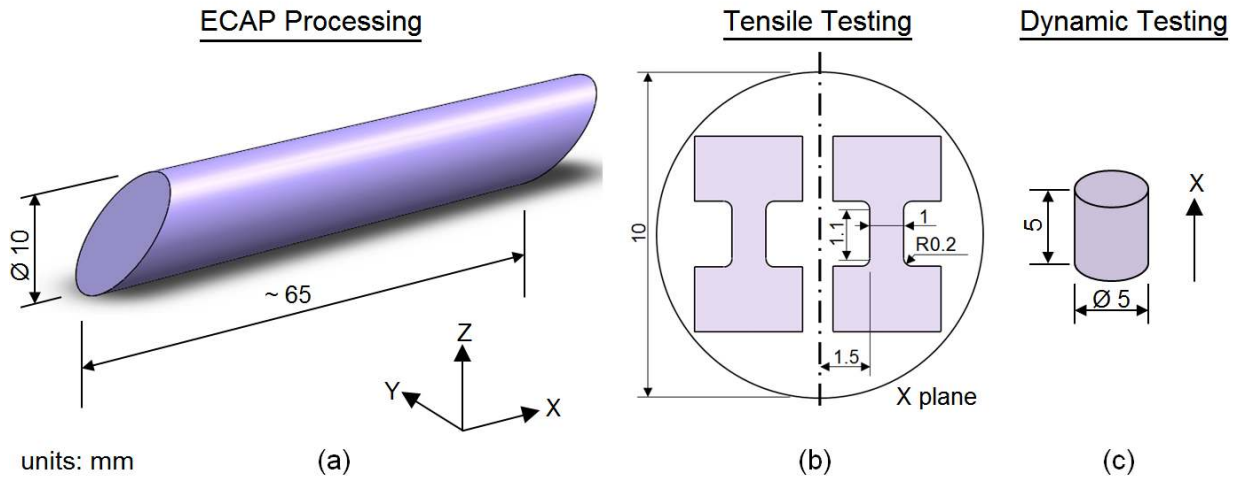 ECAP Processing
Tensile Testing
Dynamic Testing
Ø 10
~ 65
Z
Y
X
units: mm
(a)
10
1.1
1
R0.2
1.5
X plane
(b)
5
X
Ø 5
(c)